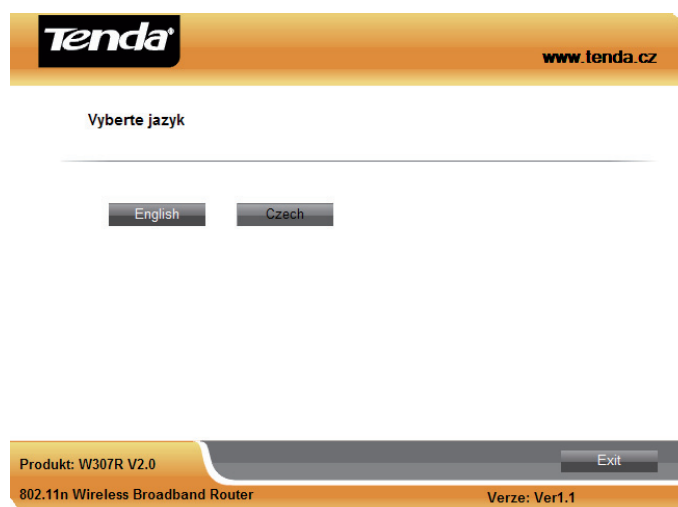 Tenda
www.tenda.cz
Vyberte jazyk
English Czech
Produkt: W307R V2.0
Exit
802.11n Wireless Broadband Router
Verze: Ver1.1